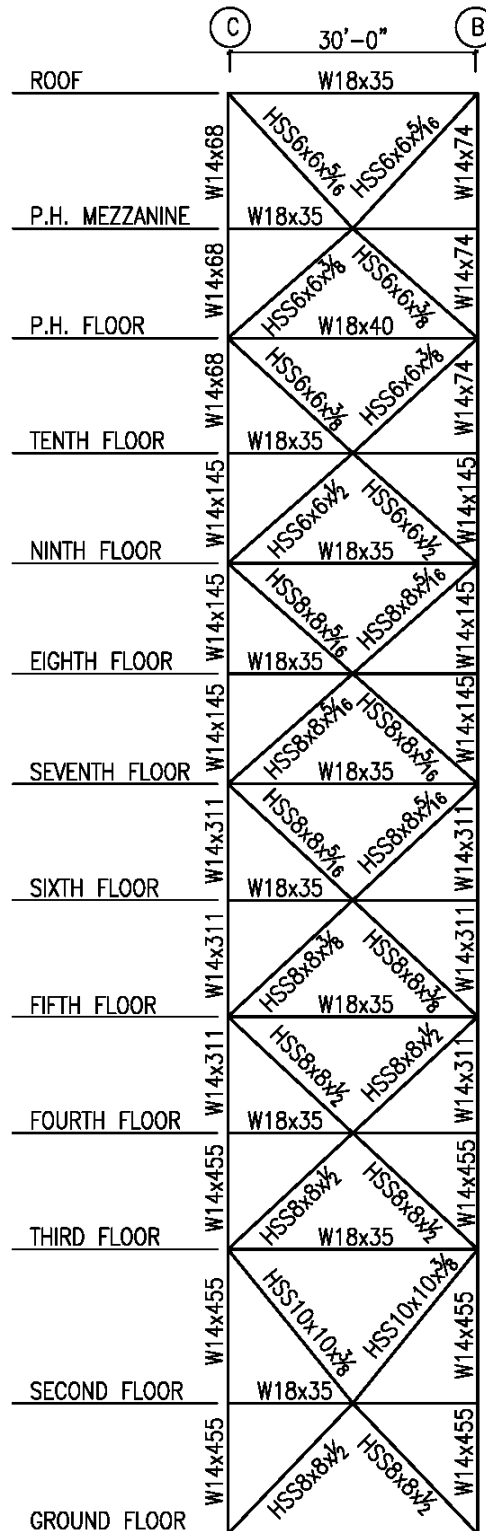 C B
30'-0"
ROOF W18x35
W14x68 HSS6x6x5/16 HSS6x6x5/16 W14x74
P.H. MEZZANINE W18x35
W14x68 HSS6x6x3/8 HSS6x6x3/8 W14x74
P.H. FLOOR W18x40
W14x68 HSS6x6x3/8 HSS6x6x3/8 W14x74
TENTH FLOOR W18x35
W14x145 HSS6x6x1/2 HSS6x6x1/2 W14x145
NINTH FLOOR W18x35
W14x145 HSS8x8x5/16 HSS8x8x5/16 W14x145
EIGHTH FLOOR W18x35
W14x145 HSS8x8x5/16 HSS8x8x5/16 W14x145
SEVENTH FLOOR W18x35
W14x311 HSS8x8x5/16 HSS8x8x5/16 W14x311
SIXTH FLOOR W18x35
W14x311 HSS8x8x3/8 HSS8x8x3/8 W14x311
FIFTH FLOOR W18x35
W14x311 HSS8x8x1/2 HSS8x8x1/2 W14x311
FOURTH FLOOR W18x35
W14x455 HSS8x8x1/2 HSS8x8x1/2 W14x455
THIRD FLOOR W18x35
W14x455 HSS10x10x3/8 HSS10x10x3/8 W14x455
SECOND FLOOR W18x35
W14x455 HSS8x8x1/2 HSS8x8x1/2 W14x455
GROUND FLOOR